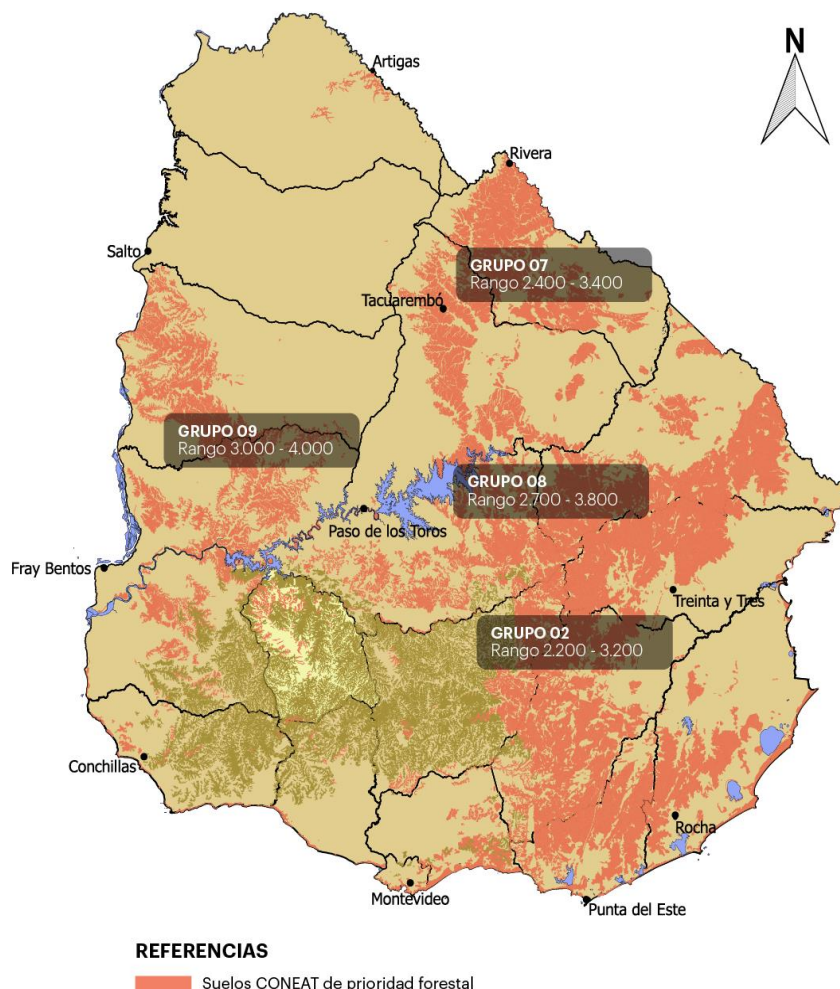 N
Artigas
Rivera
Salto
GRUPO 07
Rango 2.400 - 3.400
Tacuarembó
GRUPO 09
Rango 3.000 - 4.000
GRUPO 08
Rango 2.700 - 3.800
Paso de los Toros
Fray Bentos
Treinta y Tres
GRUPO 02
Rango 2.200 - 3.200
Conchillas
Rocha
Montevideo
Punta del Este
REFERENCIAS
Suelos CONEAT de prioridad forestal